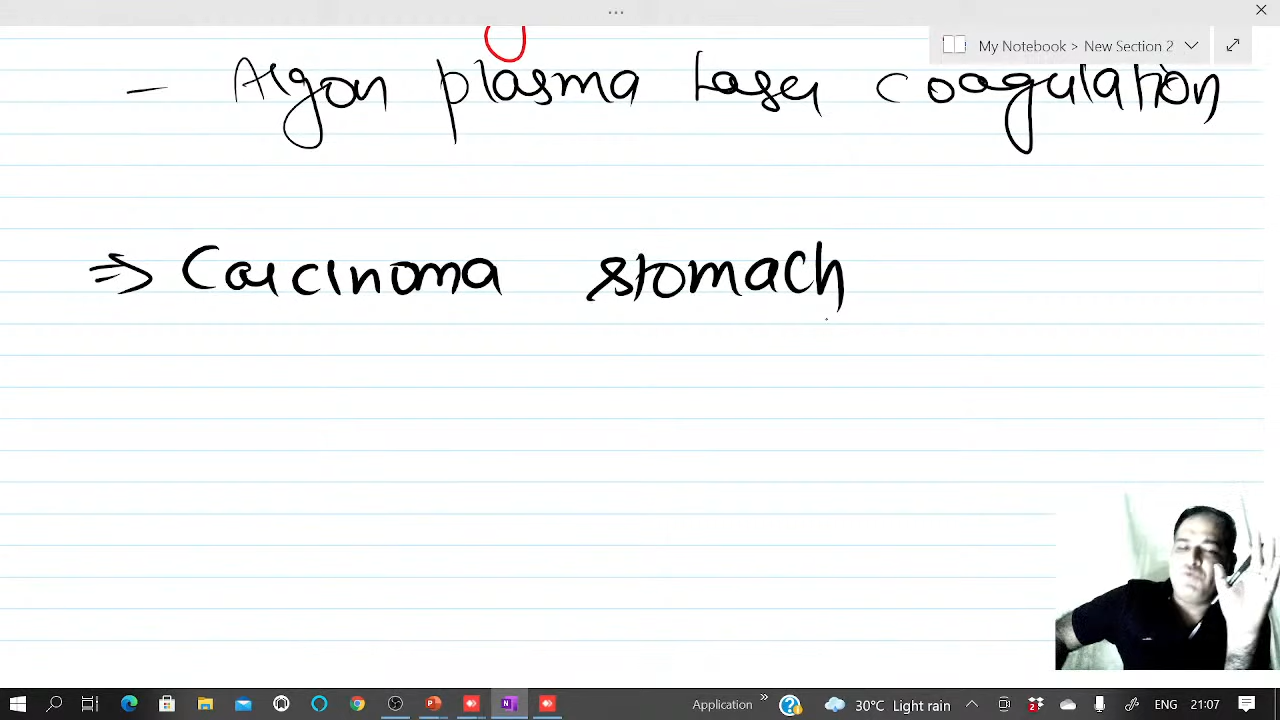 ...
My Notebook > New Section 2
- Argon plasma Laser coagulation
⇒ Carcinoma stomach
Application
»
30°C Light rain
ENG
21:07